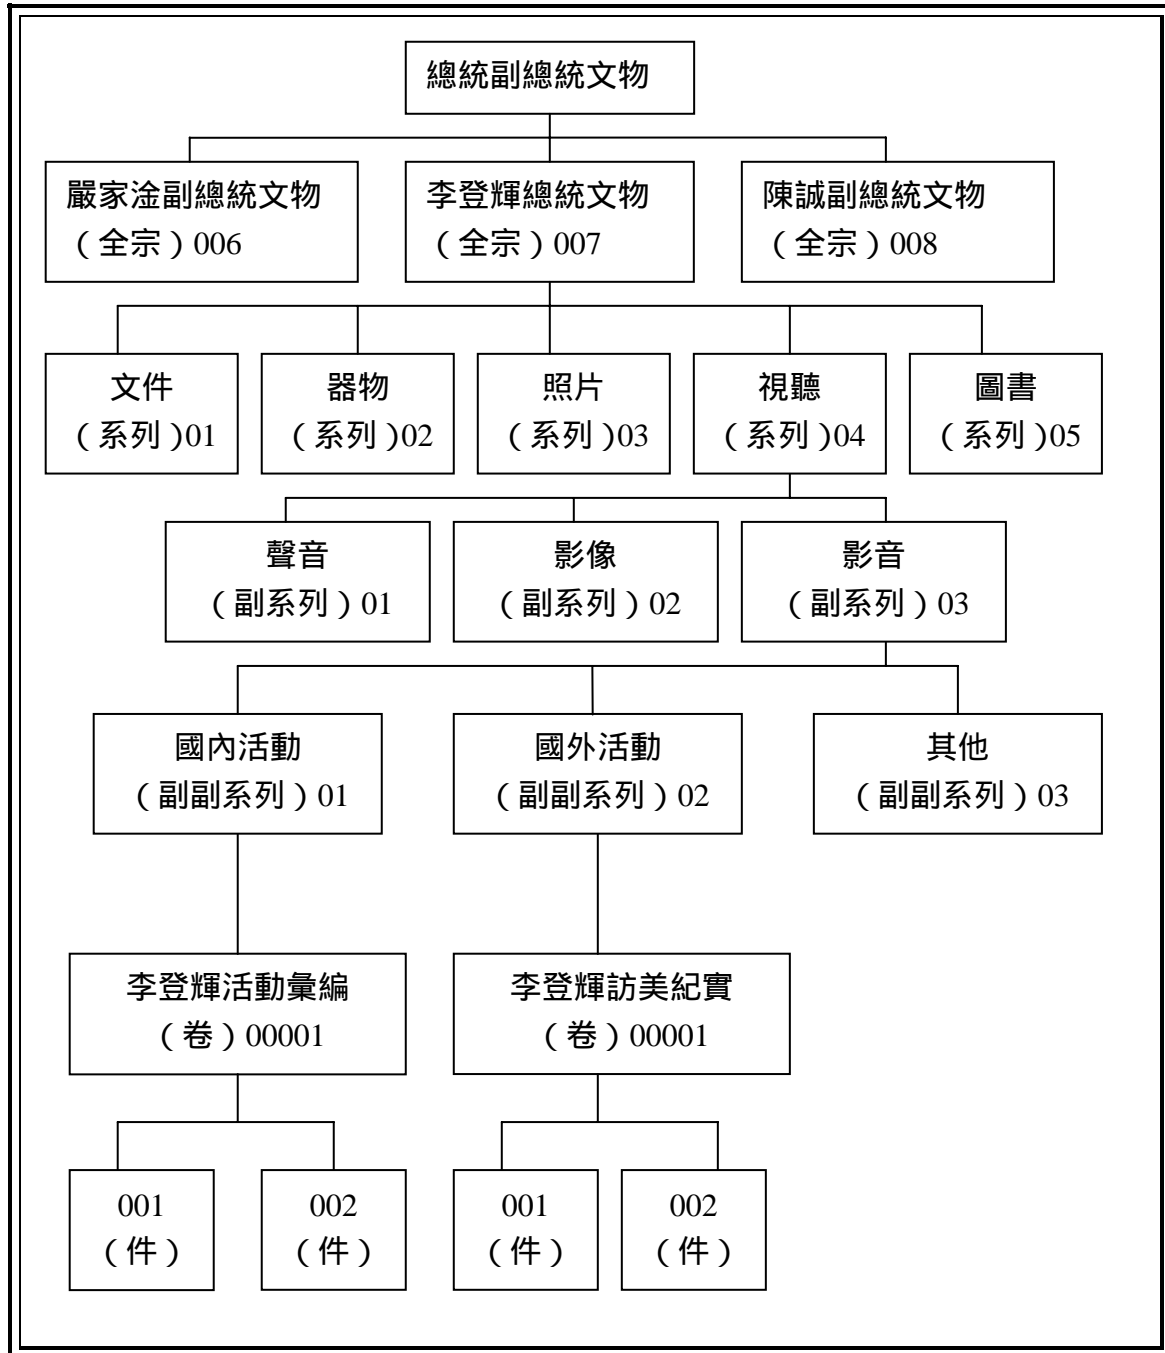 總統副總統文物
嚴家淦副總統文物
（全宗）006
李登輝總統文物
（全宗）007
陳誠副總統文物
（全宗）008
文件
（系列）01
器物
（系列）02
照片
（系列）03
視聽
（系列）04
圖書
（系列）05
聲音
（副系列）01
影像
（副系列）02
影音
（副系列）03
國內活動
（副副系列）01
國外活動
（副副系列）02
其他
（副副系列）03
李登輝活動彙編
（卷）00001
李登輝訪美紀實
（卷）00001
001
（件）
002
（件）
001
（件）
002
（件）